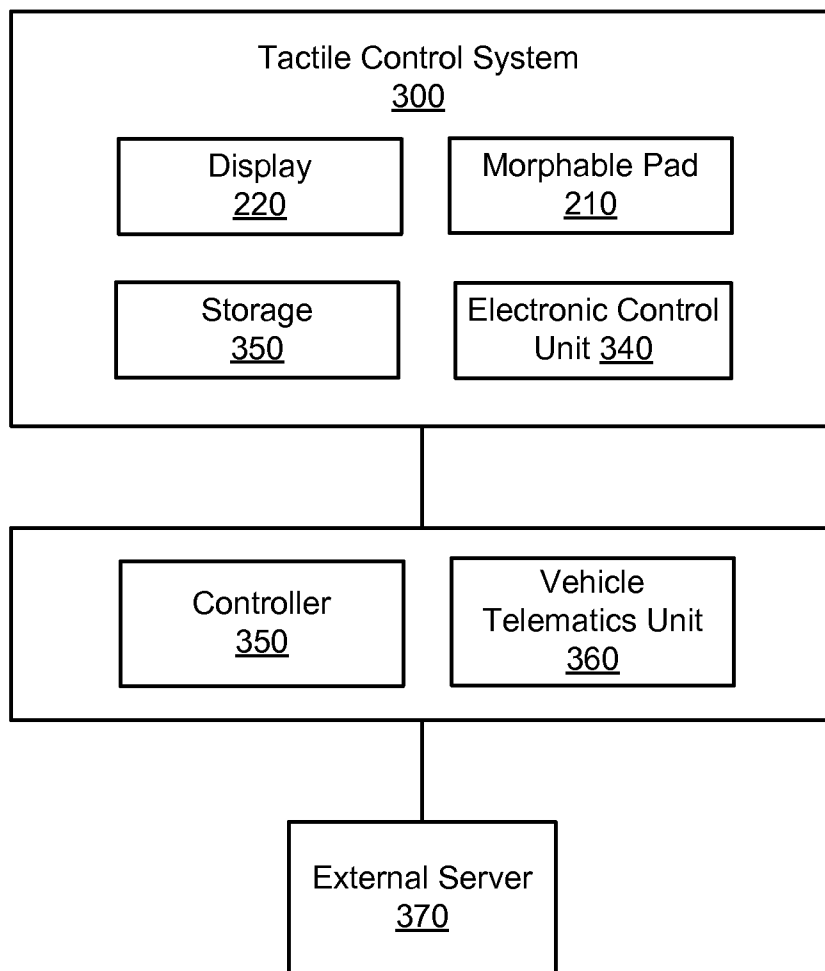 Tactile Control System
300
Display
220
Morphable Pad
210
Storage
350
Electronic Control
Unit 340
Controller
350
Vehicle
Telematics Unit
360
External Server
370